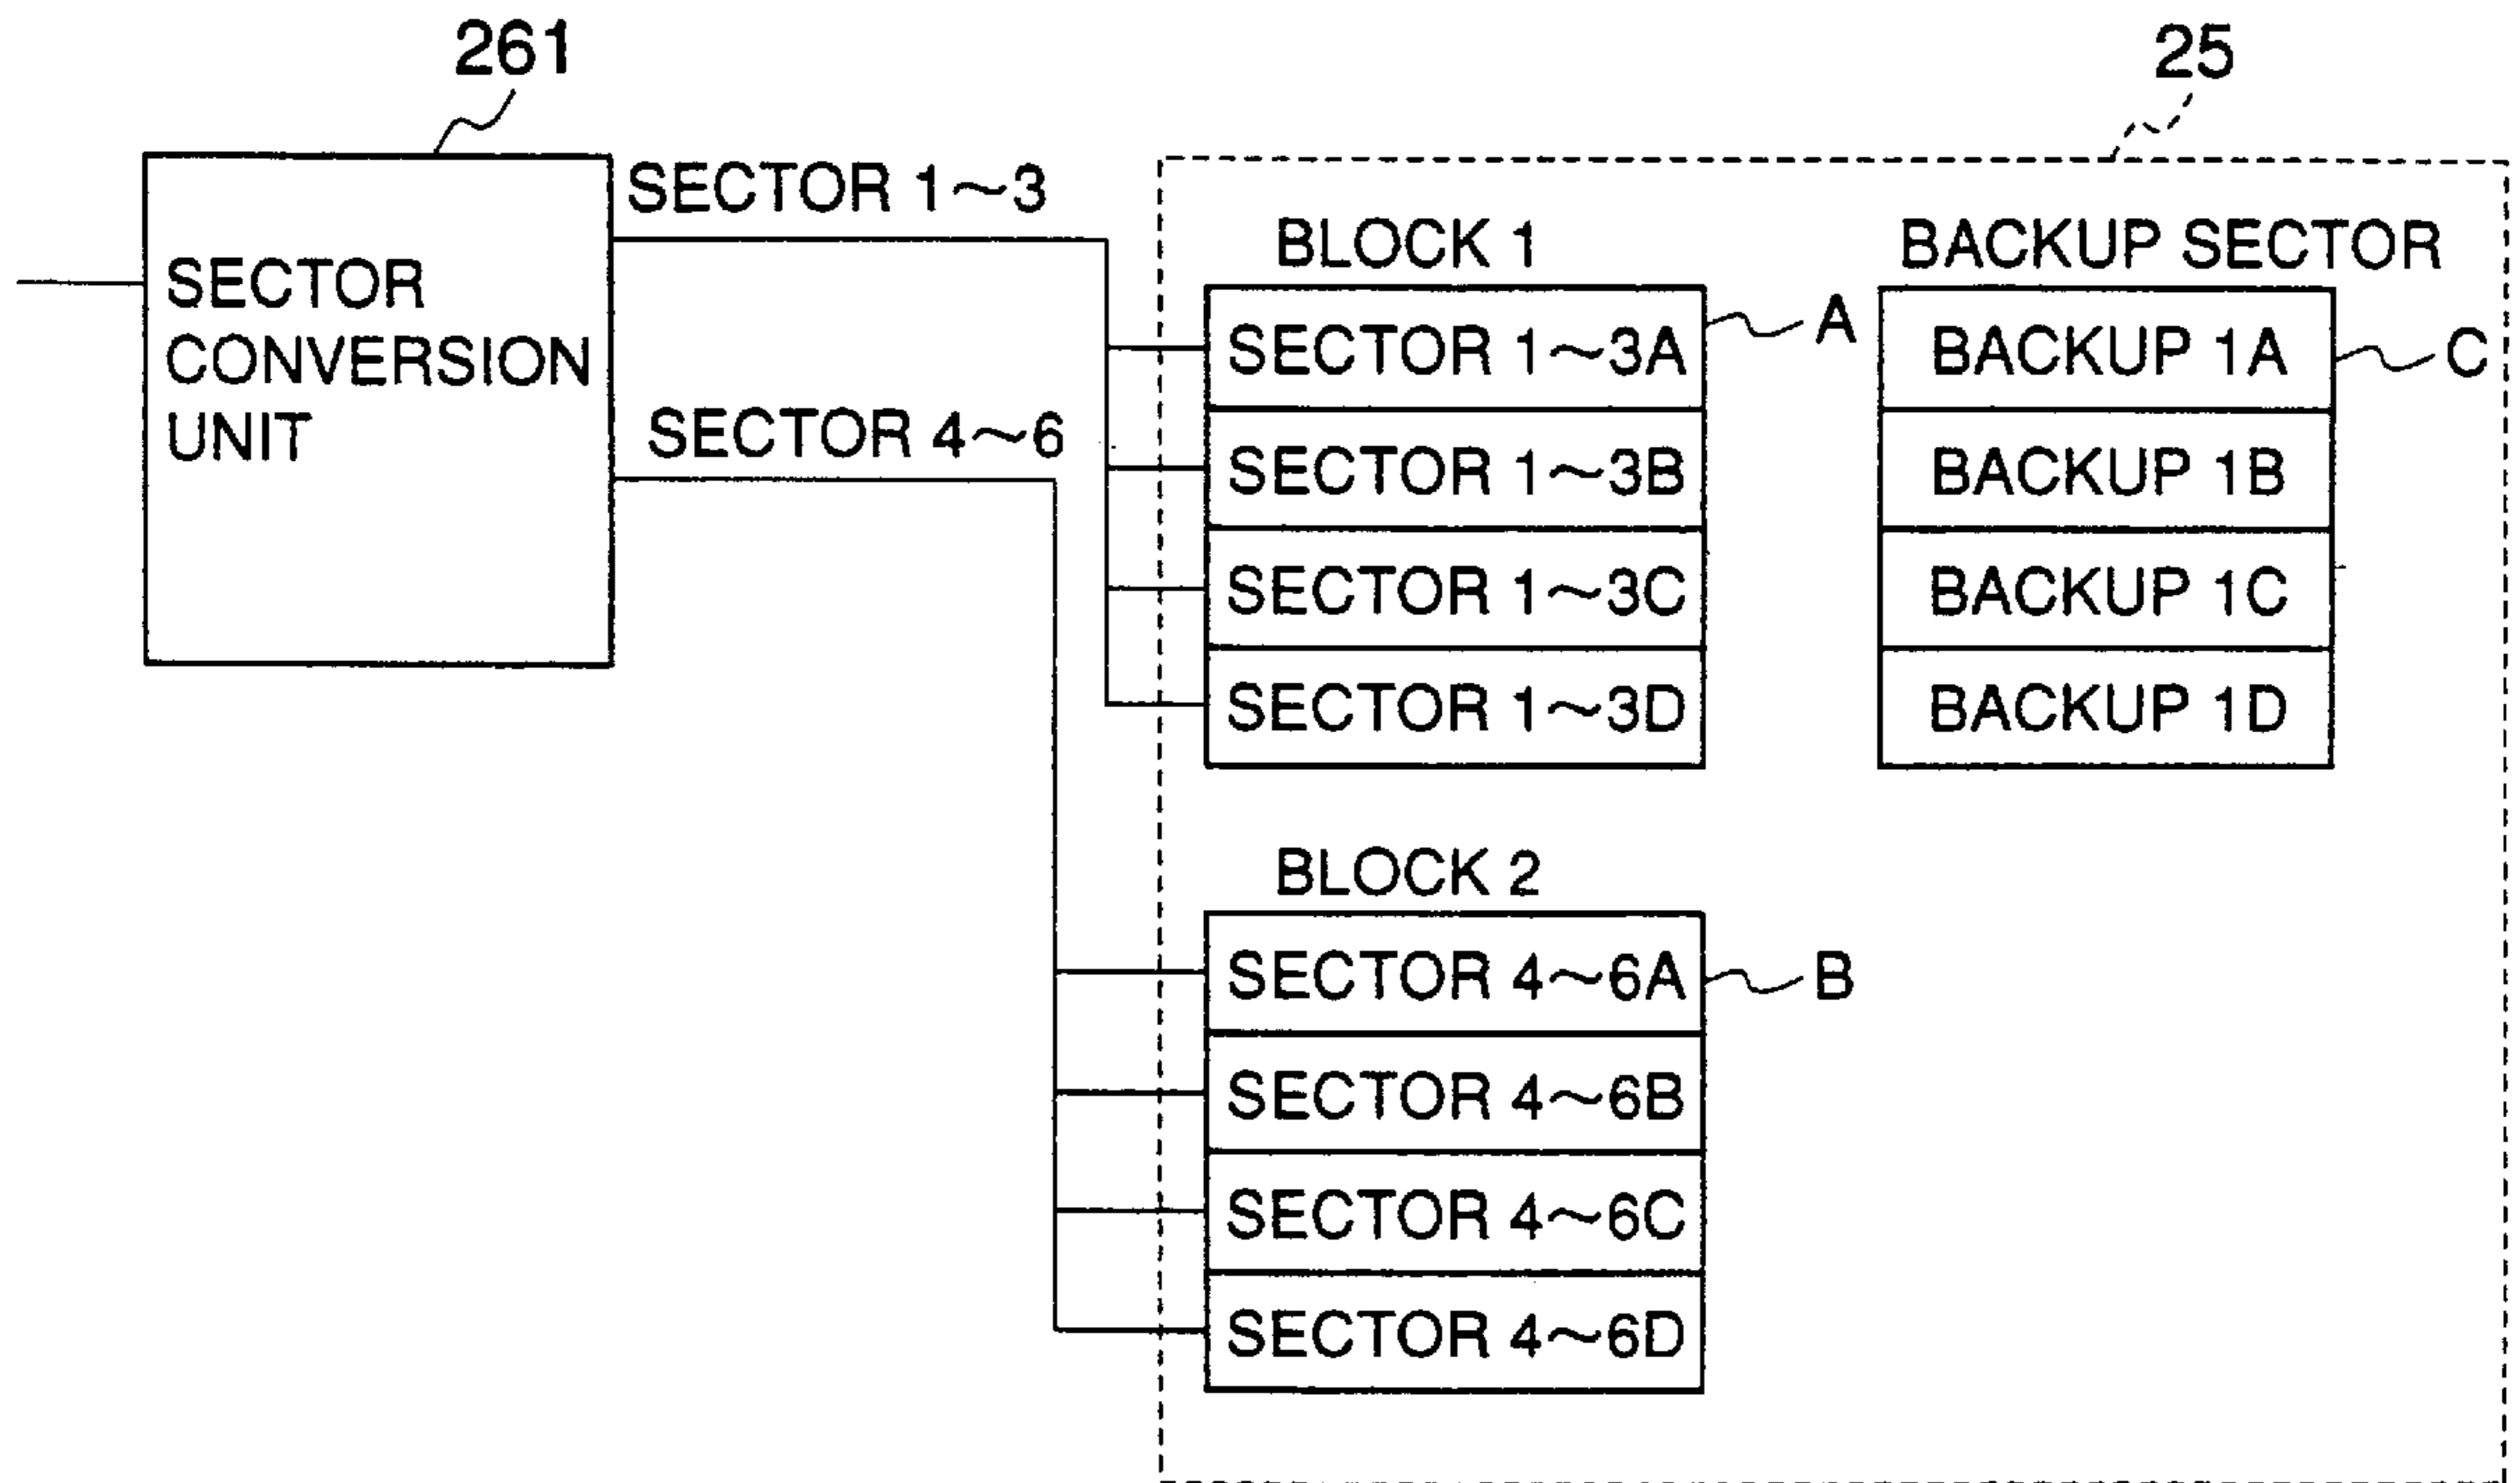 261
25
SECTOR
CONVERSION
UNIT
SECTOR 1~3
SECTOR 4~6
BLOCK 1
SECTOR 1~3A
SECTOR 1~3B
SECTOR 1~3C
SECTOR 1~3D
A
BACKUP SECTOR
BACKUP 1A
BACKUP 1B
BACKUP 1C
BACKUP 1D
C
BLOCK 2
SECTOR 4~6A
SECTOR 4~6B
SECTOR 4~6C
SECTOR 4~6D
B